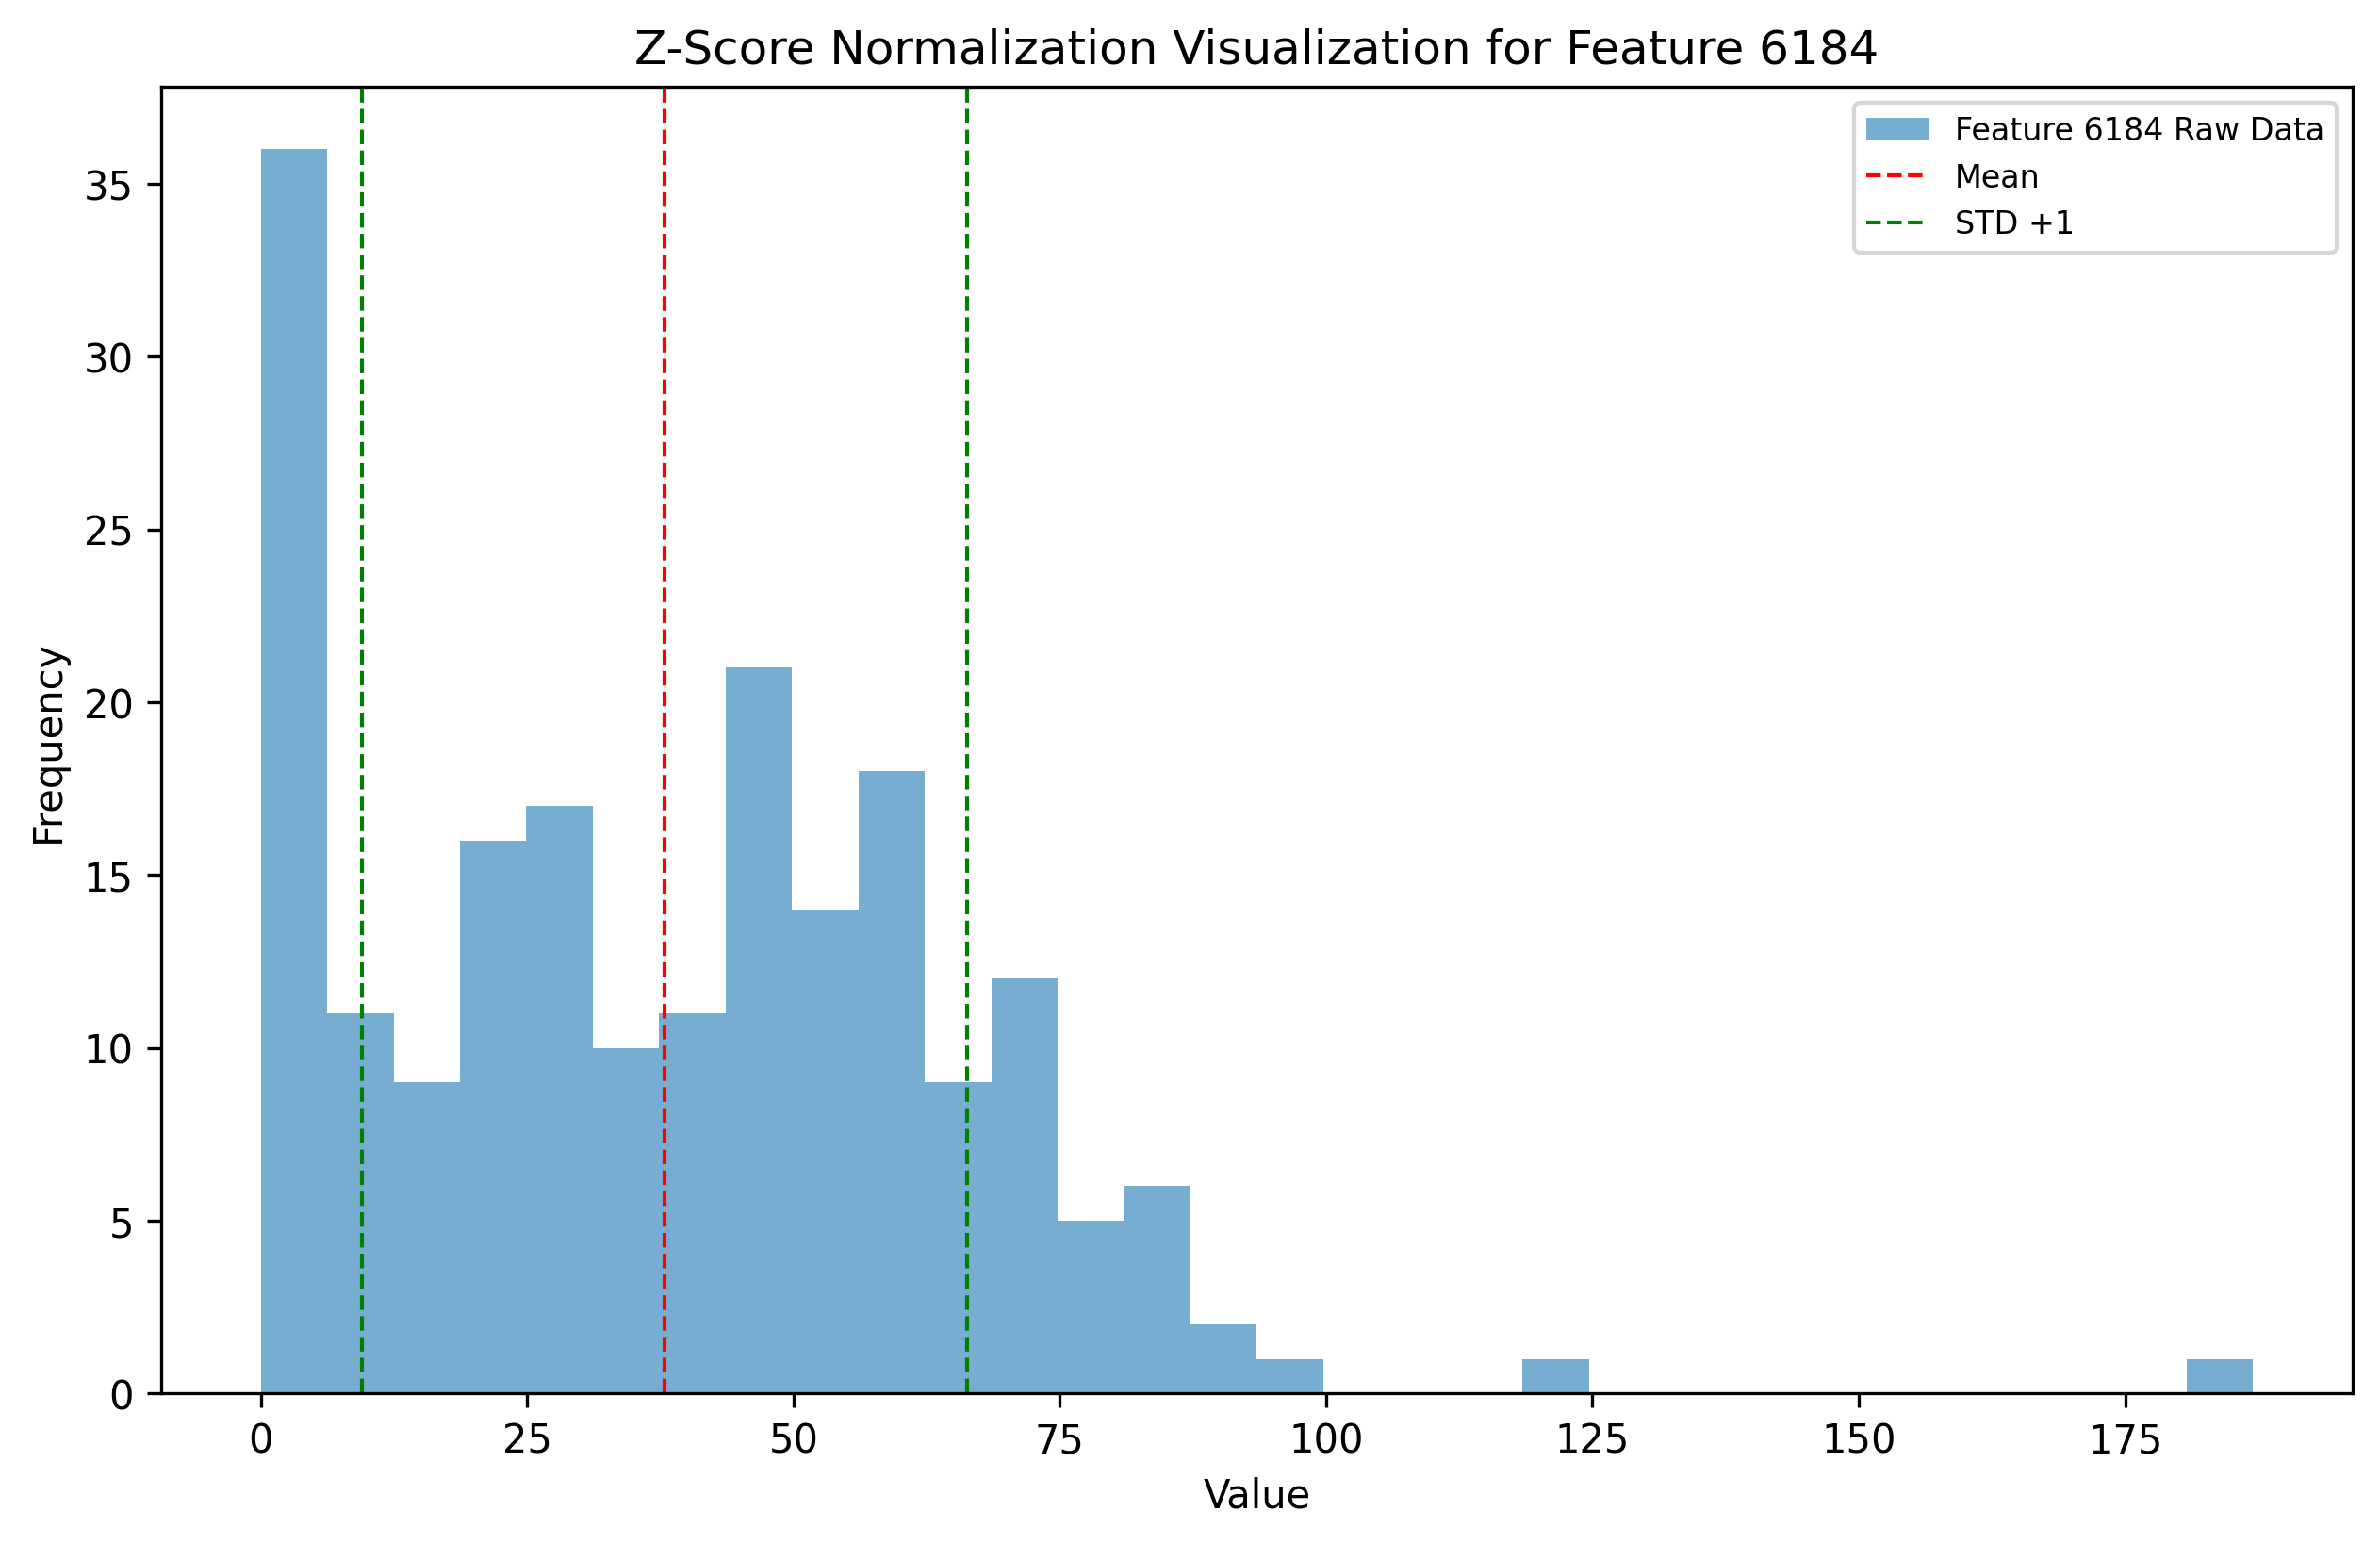 Z-Score Normalization Visualization for Feature 6184
Feature 6184 Raw Data
Mean
STD +1
Frequency
35
30
25
20
15
10
5
0
0 25 50 75 100 125 150 175
Value